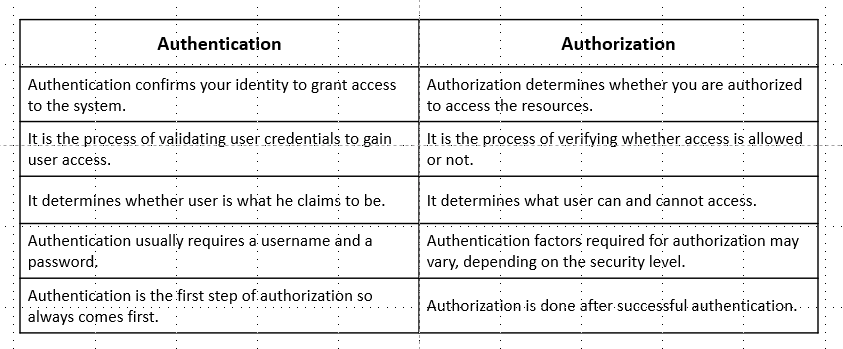 Authentication
Authorization
Authentication confirms your identity to grant access
to the system.
Authorization determines whether you are authorized
to access the resources.
It is the process of validating user credentials to gain
user access.
It is the process of verifying whether access is allowed
or not.
It determines whether user is what he claims to be.
It determines what user can and cannot access.
Authentication usually requires a username and a
password,
Authentication factors required for authorization may
vary, depending on the security level.
Authentication is the first step of authorization so
always comes first.
Authorization is done after successful authentication.